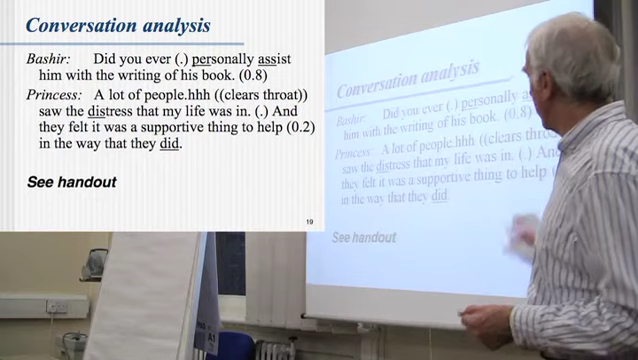 Conversation analysis
Bashir: Did you ever (.) personally assist
him with the writing of his book. (0.8)
Princess: A lot of people.hhh ((clears throat))
saw the distress that my life was in. (.) And
they felt it was a supportive thing to help (0.2)
in the way that they did.
See handout
19
Conversation analysis
Bashir: Did you ever (.) personally
him with the writing of his book. (0.8)
Princess: A lot of people.hhh ((clears
saw the distress that my life was in. (.) And
they felt it was a supportive thing to help
in the way that they did.
See handout
A1